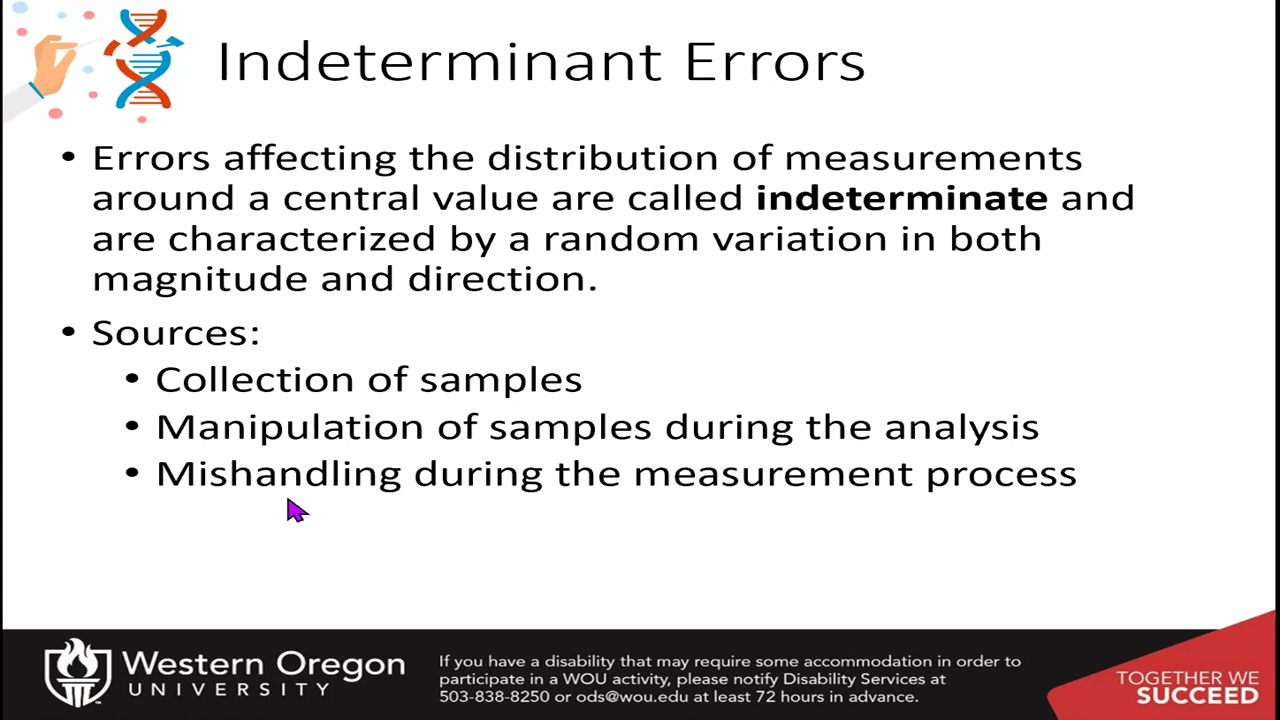 Indeterminant Errors
• Errors affecting the distribution of measurements
around a central value are called indeterminate and
are characterized by a random variation in both
magnitude and direction.
• Sources:
• Collection of samples
• Manipulation of samples during the analysis
• Mishandling during the measurement process
Western Oregon
UNIVERSITY
If you have a disability that may require some accommodation in order to
participate in a WOU activity, please notify Disability Services at
503-838-8250 or ods@wou.edu at least 72 hours in advance.
TOGETHER WE
SUCCEED